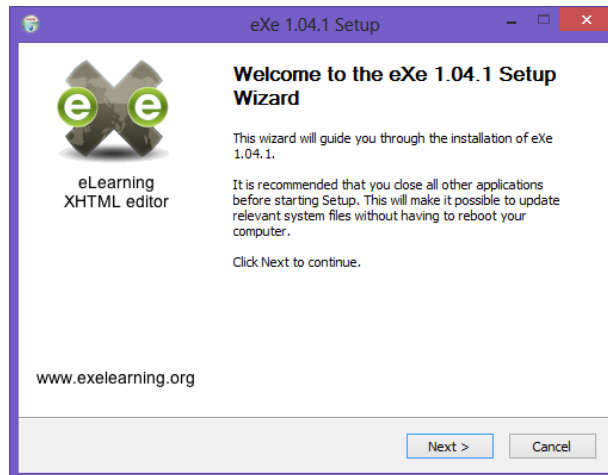 eXe 1.04.1 Setup
e e
eLearning
XHTML editor
www.exelearning.org
Welcome to the eXe 1.04.1 Setup
Wizard
This wizard will guide you through the installation of eXe
1.04.1.
It is recommended that you close all other applications
before starting Setup. This will make it possible to update
relevant system files without having to reboot your
computer.
Click Next to continue.
Next > Cancel